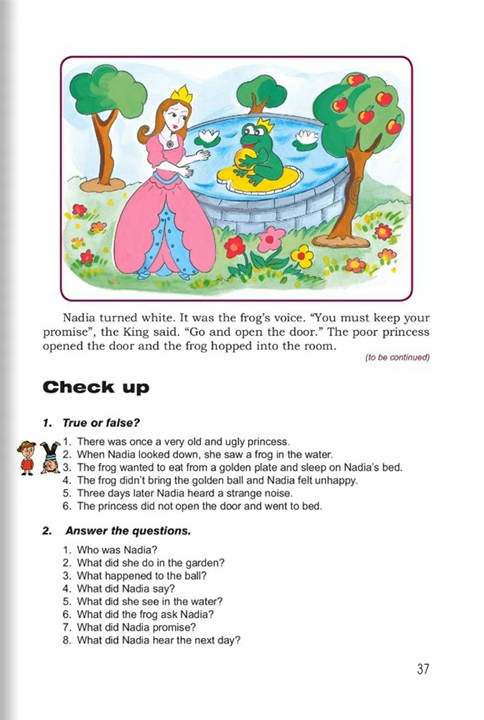 Nadia turned white. It was the frog's voice. "You must keep your
promise", the King said. "Go and open the door." The poor princess
opened the door and the frog hopped into the room.
(to be continued)
Check up
1. True or false?
1. There was once a very old and ugly princess.
2. When Nadia looked down, she saw a frog in the water.
3. The frog wanted to eat from a golden plate and sleep on Nadia's bed.
4. The frog didn't bring the golden ball and Nadia felt unhappy.
5. Three days later Nadia heard a strange noise.
6. The princess did not open the door and went to bed.
2. Answer the questions.
1. Who was Nadia?
2. What did she do in the garden?
3. What happened to the ball?
4. What did Nadia say?
5. What did she see in the water?
6. What did the frog ask Nadia?
7. What did Nadia promise?
8. What did Nadia hear the next day?
37